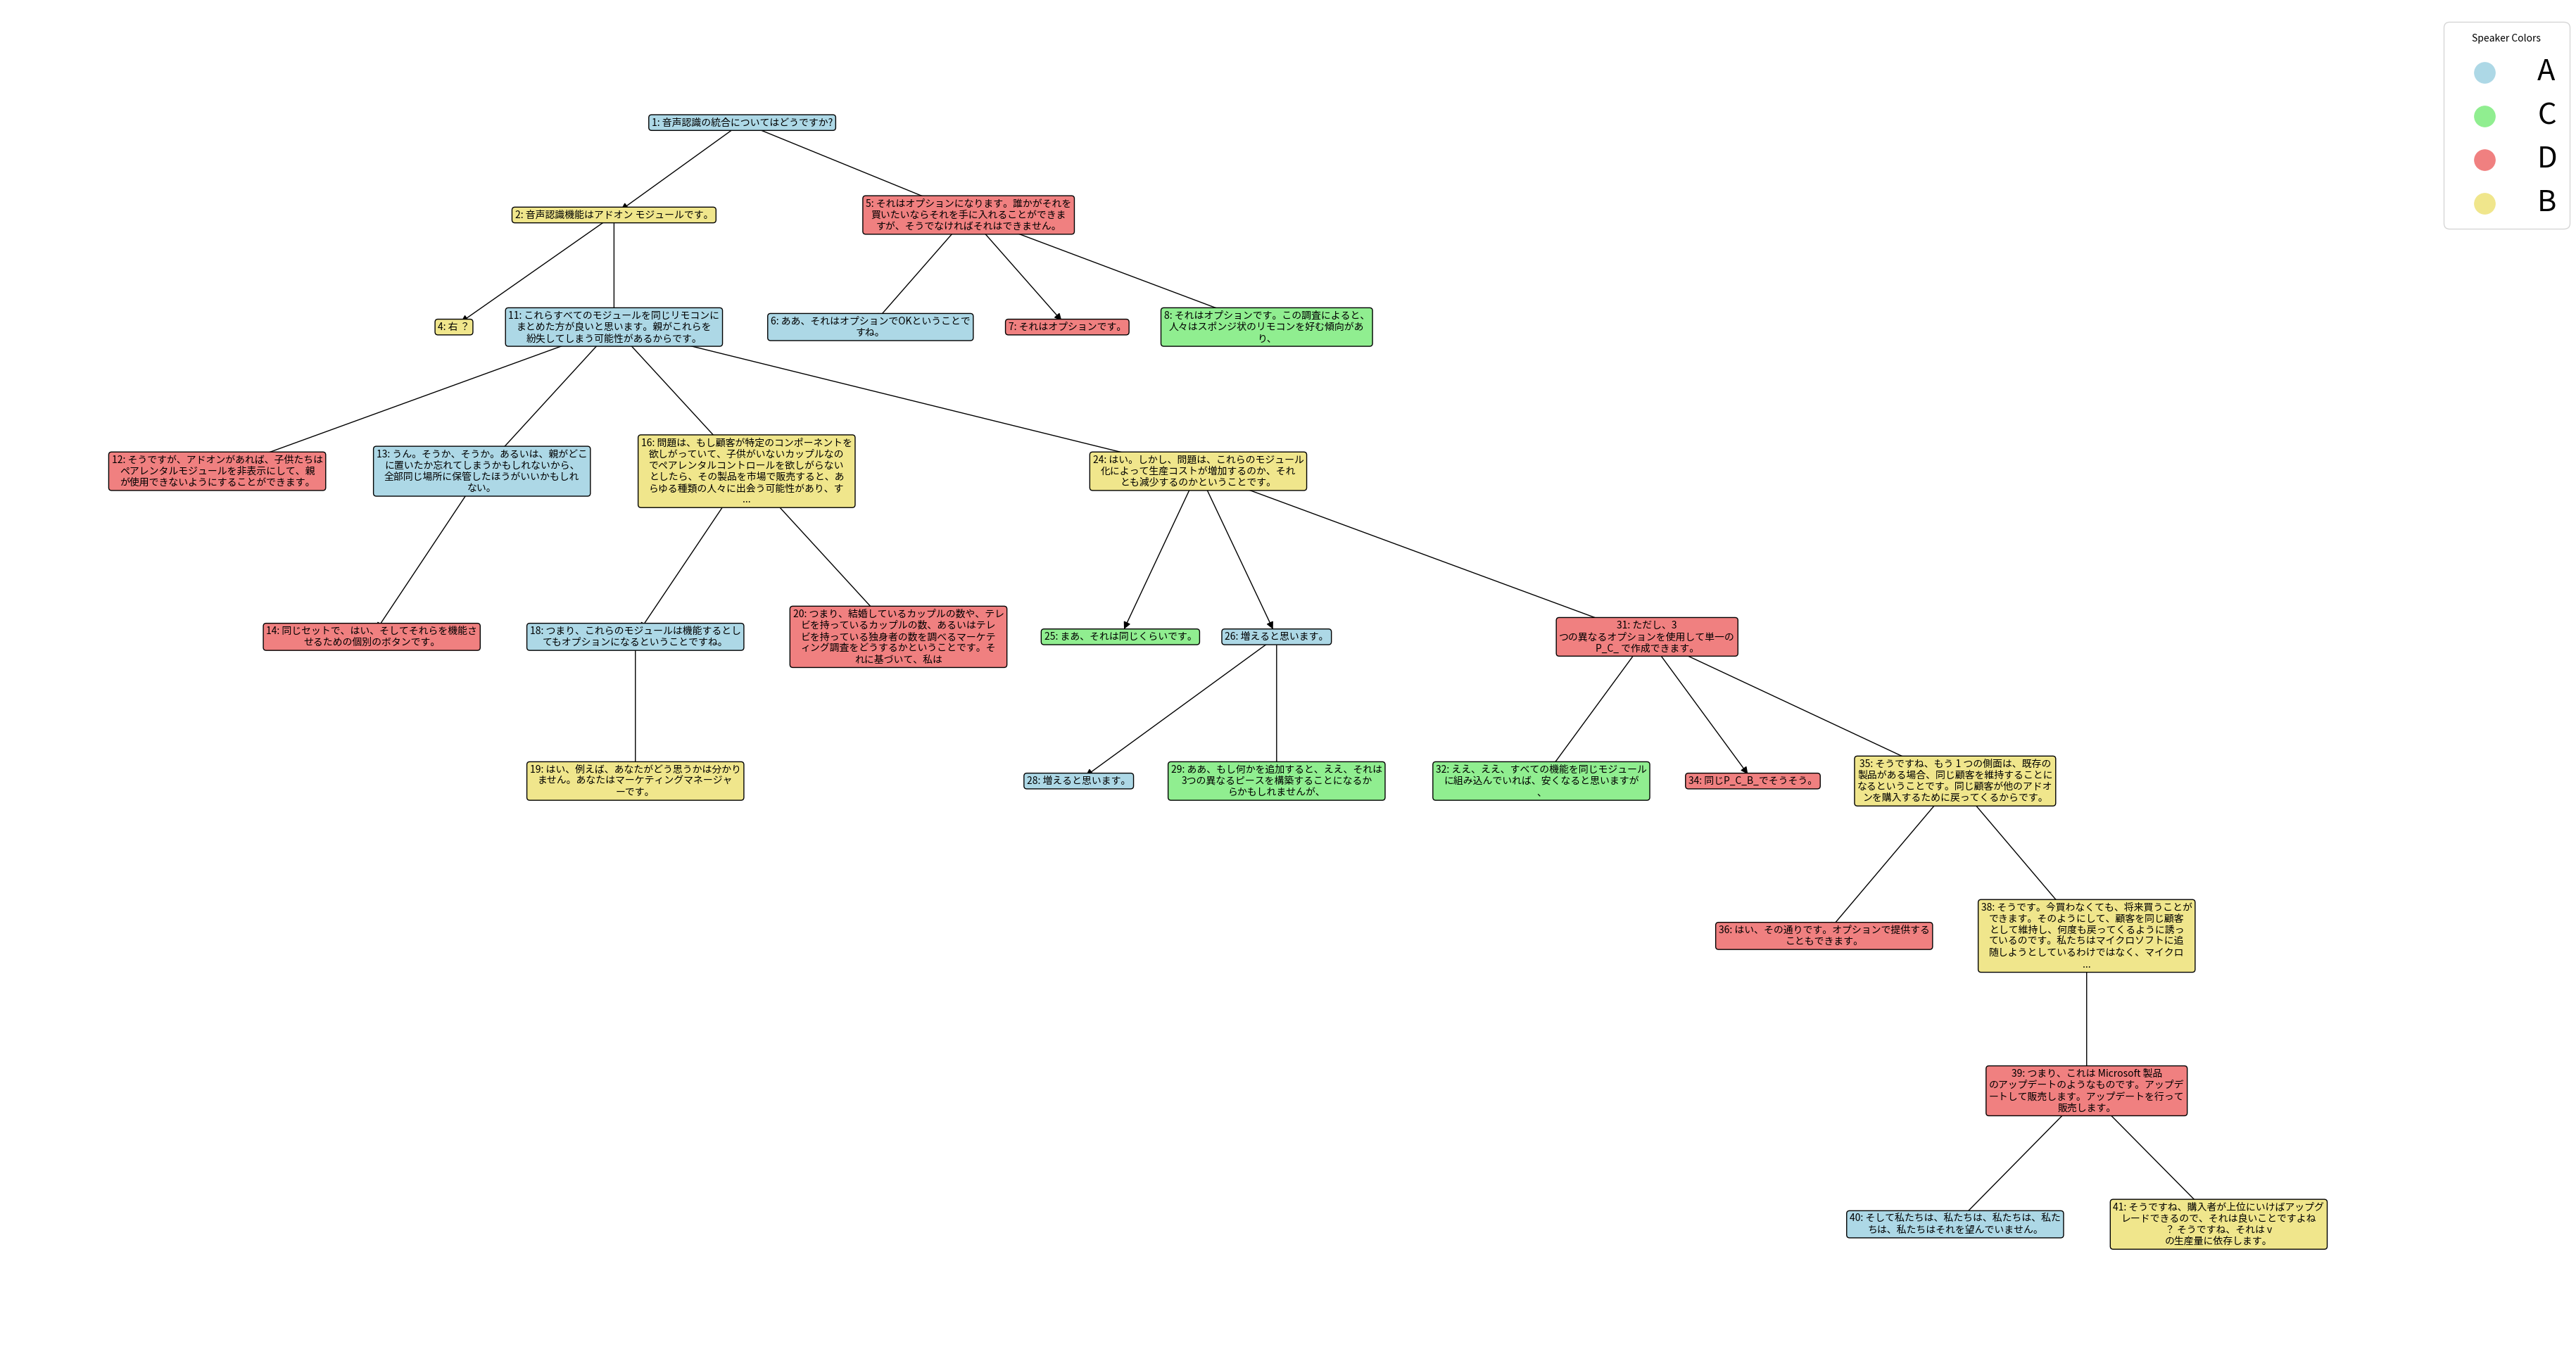 Speaker Colors
A
C
D
B
1: 音声認識の統合についてはどうですか?
2: 音声認識機能はアドオン モジュールです。
5: それはオプションになります。誰かがそれを
買いたいならそれを手に入れることができま
すが、そうでなければそれはできません。
4: 右 ？
11: これらすべてのモジュールを同じリモコンに
まとめた方が良いと思います。親がこれらを
紛失してしまう可能性があるからです。
6: ああ、それはオプションでOKということで
すね。
7: それはオプションです。
8: それはオプションです。この調査によると、
人々はスポンジ状のリモコンを好む傾向があ
り、
12: そうですが、アドオンがあれば、子供たちは
ペアレンタルモジュールを非表示にして、親
が使用できないようにすることができます。
13: うん。そうか、そうか。あるいは、親がどこ
に置いたか忘れてしまうかもしれないから、
全部同じ場所に保管したほうがいいかもしれ
ない。
16: 問題は、もし顧客が特定のコンポーネントを
欲しがっていて、子供がいないカップルなの
でペアレンタルコントロールを欲しがらない
としたら、その製品を市場で販売すると、あ
らゆる種類の人々に出会う可能性があり、す
...
24: はい。しかし、問題は、これらのモジュール
化によって生産コストが増加するのか、それ
とも減少するのかということです。
14: 同じセットで、はい、そしてそれらを機能さ
せるための個別のボタンです。
18: つまり、これらのモジュールは機能するとし
てもオプションになるということですね。
20: つまり、結婚しているカップルの数や、テレ
ビを持っているカップルの数、あるいはテレ
ビを持っている独身者の数を調べるマーケテ
ィング調査をどうするかということです。そ
れに基づいて、私は
25: まあ、それは同じくらいです。
26: 増えると思います。
31: ただし、3
つの異なるオプションを使用して単一の
P_C_ で作成できます。
19: はい、例えば、あなたがどう思うかは分かり
ません。あなたはマーケティングマネージャ
ーです。
28: 増えると思います。
29: ああ、もし何かを追加すると、ええ、それは
3つの異なるピースを構築することになるか
らかもしれませんが、
32: ええ、ええ、すべての機能を同じモジュール
に組み込んでいれば、安くなると思いますが
、
34: 同じP_C_B_でそうそう。
35: そうですね、もう 1 つの側面は、既存の
製品がある場合、同じ顧客を維持することに
なるということです。同じ顧客が他のアドオ
ンを購入するために戻ってくるからです。
36: はい、その通りです。オプションで提供する
こともできます。
38: そうです。今買わなくても、将来買うことが
できます。そのようにして、顧客を同じ顧客
として維持し、何度も戻ってくるように誘っ
ているのです。私たちはマイクロソフトに追
随しようとしているわけではなく、マイクロ
...
39: つまり、これは Microsoft 製品
のアップデートのようなものです。アップデ
ートして販売します。アップデートを行って
販売します。
40: そして私たちは、私たちは、私たちは、私た
ちは、私たちはそれを望んでいません。
41: そうですね、購入者が上位にいけばアップグ
レードできるので、それは良いことですよね
？ そうですね、それは v
の生産量に依存します。